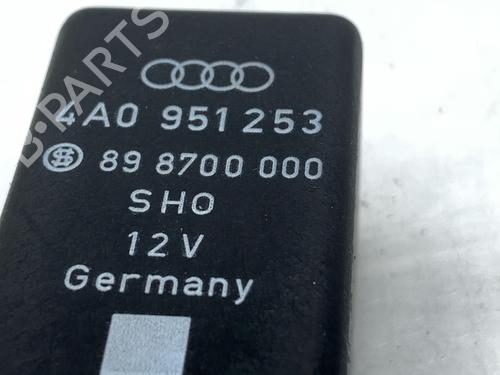 B-PARTS
4A0 951 253
89 8700 000
SHO
12V
Germany